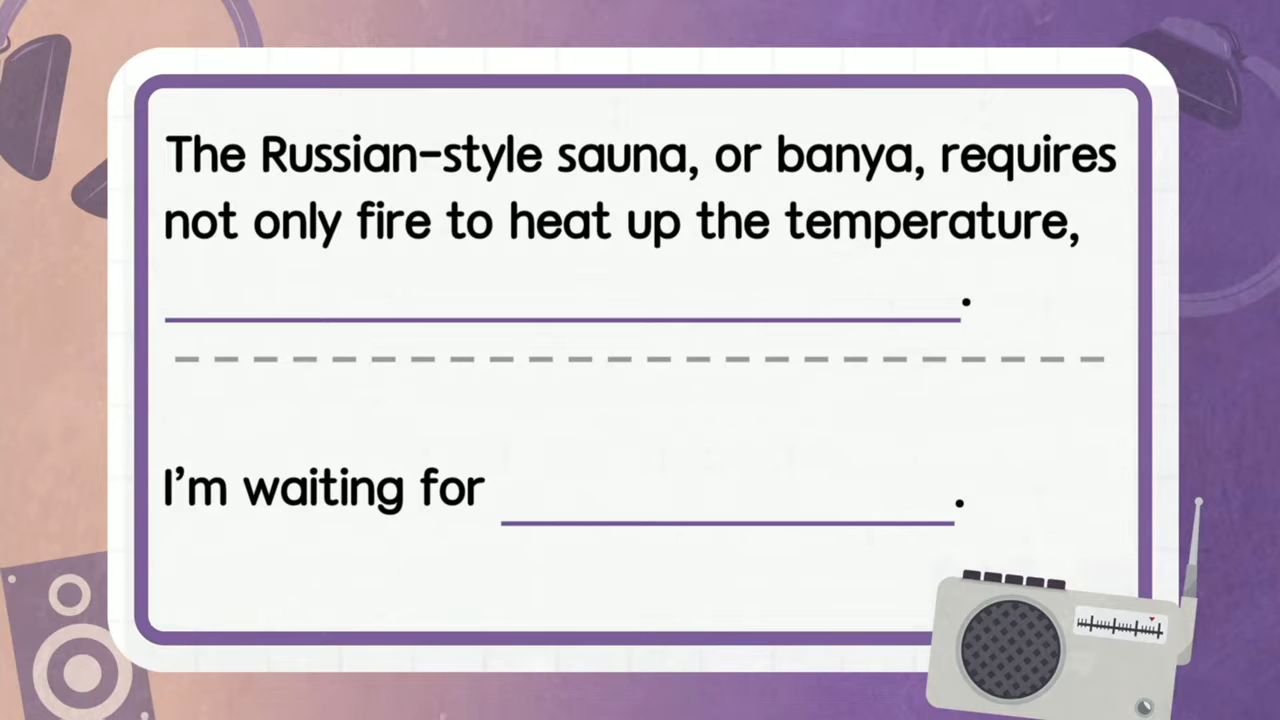 The Russian-style sauna, or banya, requires
not only fire to heat up the temperature,
.
I'm waiting for .